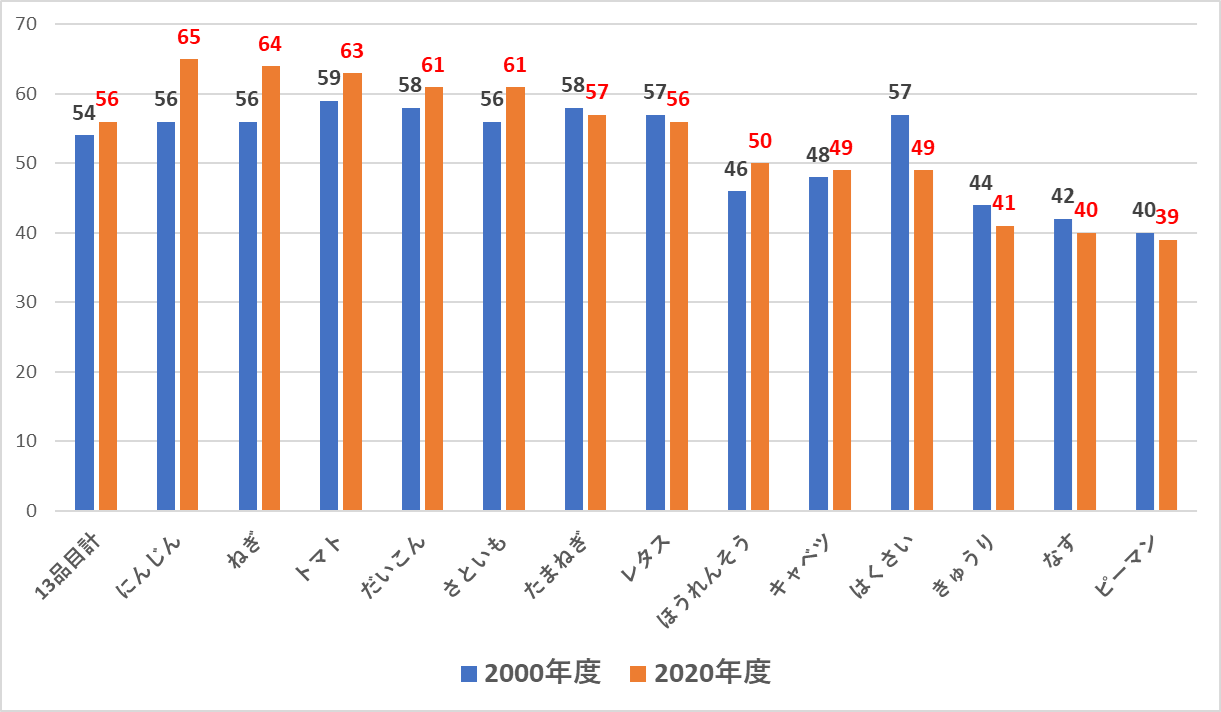 70
60
50
40
30
20
10
0
54 56
56 65
56 64
59 63
58 61
56 61
58 57
57 56
46 50
48 49
57 49
44 41
42 40
40 39
13品目計
にんじん
ねぎ
トマト
だいこん
さといも
たまねぎ
レタス
ほうれんそう
キャベツ
はくさい
きゅうり
なす
ピーマン
2000年度 2020年度